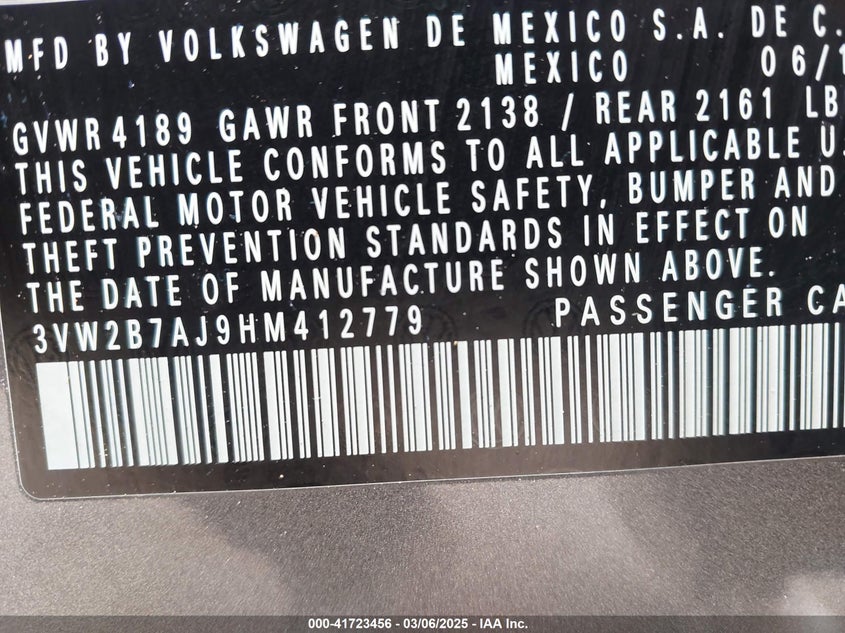 MFD BY VOLKSWAGEN DE MEXICO S.A. DE C.
MEXICO 06/1
GVWR 4189 GAWR FRONT 2138 / REAR 2161 LB
THIS VEHICLE CONFORMS TO ALL APPLICABLE U.
FEDERAL MOTOR VEHICLE SAFETY, BUMPER AND
THEFT PREVENTION STANDARDS IN EFFECT ON
THE DATE OF MANUFACTURE SHOWN ABOVE.
3VW2B7AJ9HM412779 PASSENGER CA
000-41723456 - 03/06/2025 - IAA Inc.